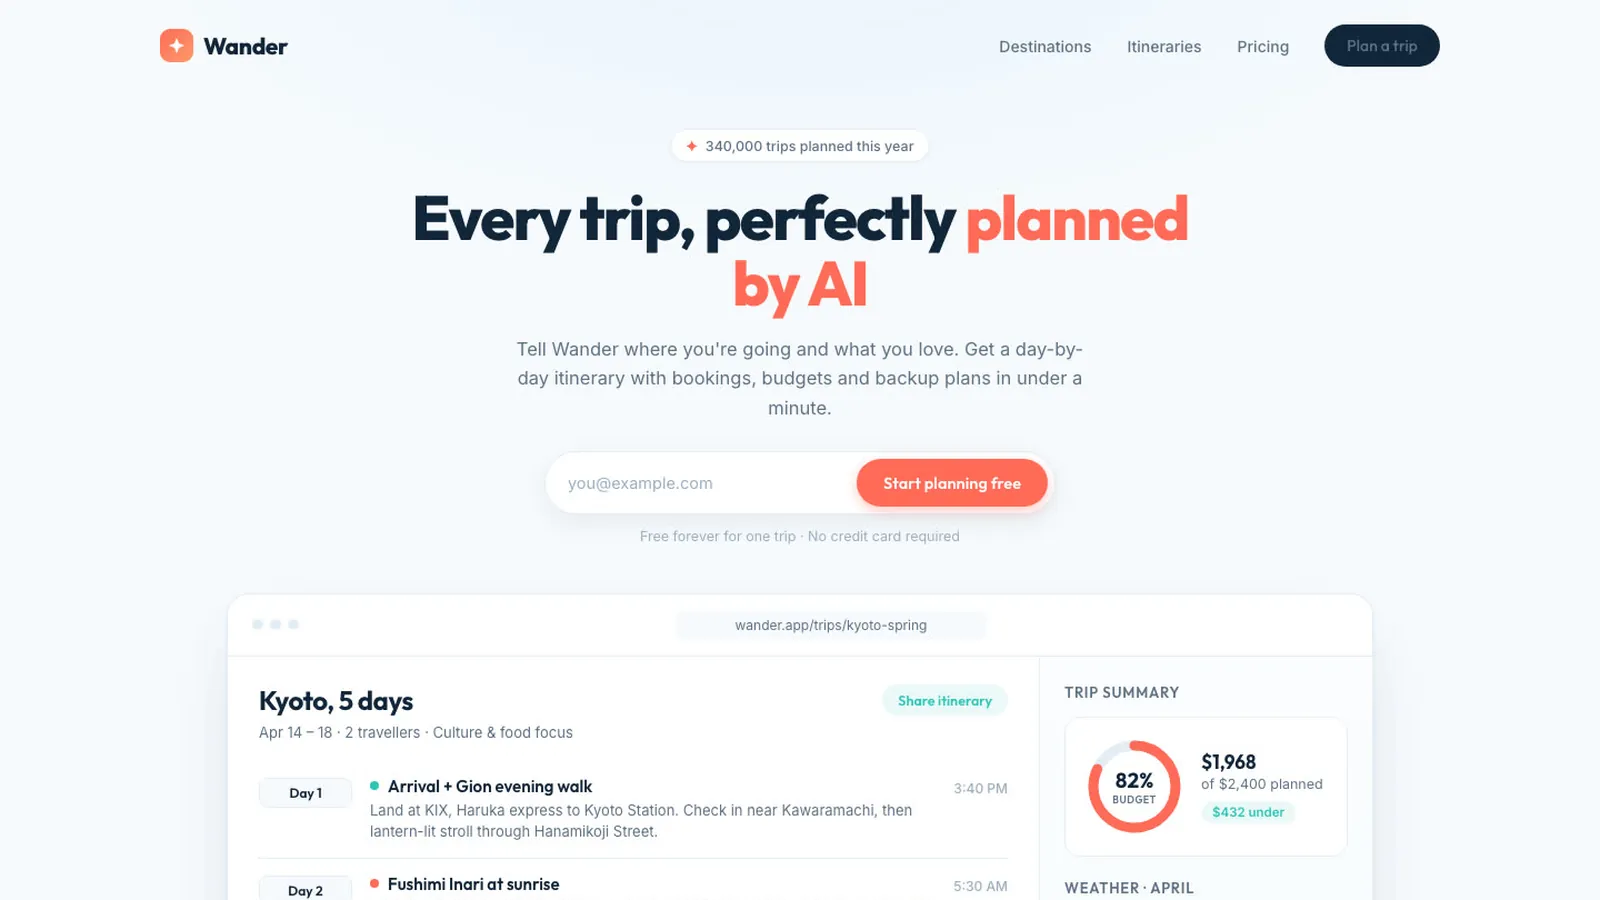 Wander
Destinations
Itineraries
Pricing
Plan a trip
340,000 trips planned this year
Every trip, perfectly planned
by AI
Tell Wander where you're going and what you love. Get a day-by-
day itinerary with bookings, budgets and backup plans in under a
minute.
you@example.com
Start planning free
Free forever for one trip · No credit card required
wander.app/trips/kyoto-spring
Kyoto, 5 days
Share itinerary
Apr 14 – 18 · 2 travellers · Culture & food focus
Day 1
Arrival + Gion evening walk
3:40 PM
Land at KIX, Haruka express to Kyoto Station. Check in near Kawaramachi, then
lantern-lit stroll through Hanamikoji Street.
Day 2
Fushimi Inari at sunrise
5:30 AM
TRIP SUMMARY
82%
BUDGET
$1,968
of $2,400 planned
$432 under
WEATHER · APRIL